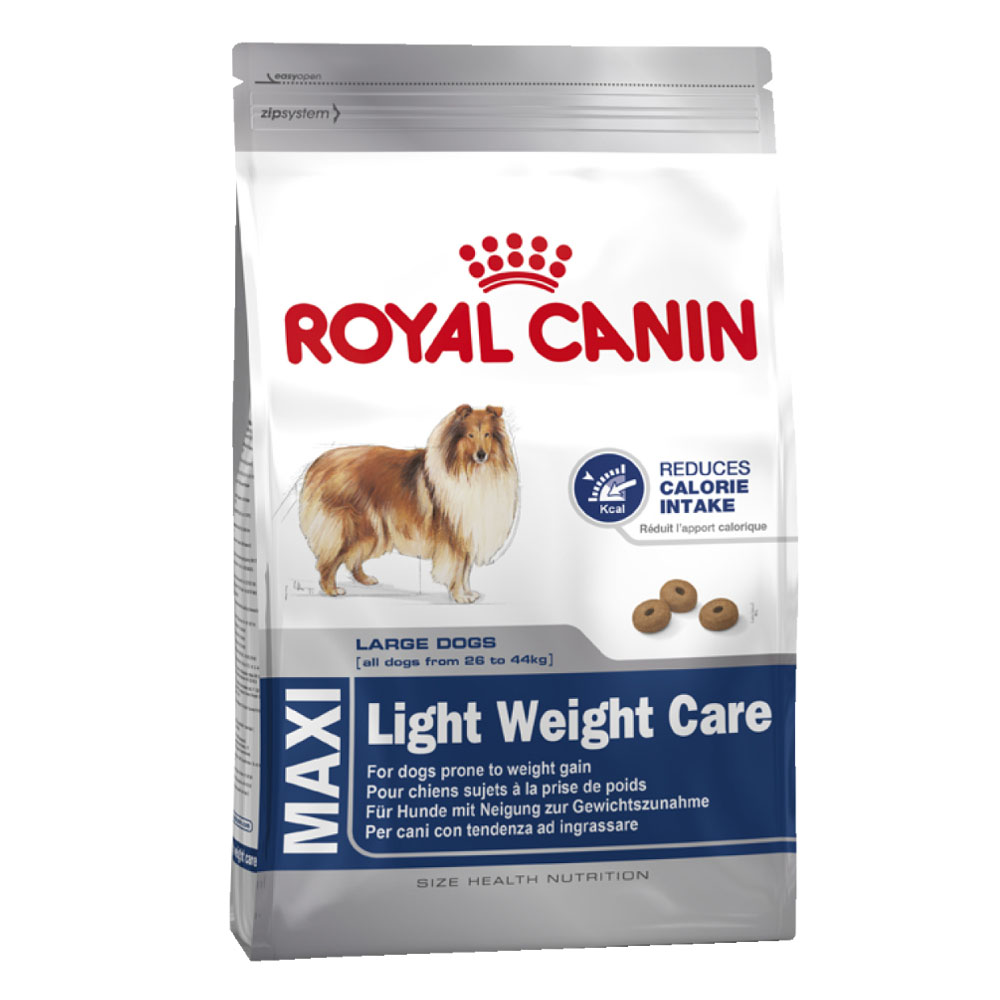 easyopen
zipsystem
ROYAL CANIN
REDUCES
CALORIE
INTAKE
Kcal
Réduit l'apport calorique
LARGE DOGS
[all dogs from 26 to 44kg]
MAXI
Light Weight Care
For dogs prone to weight gain
Pour chiens sujets à la prise de poids
Für Hunde mit Neigung zur Gewichtszunahme
Per cani con tendenza ad ingrassare
weight care
SIZE HEALTH NUTRITION